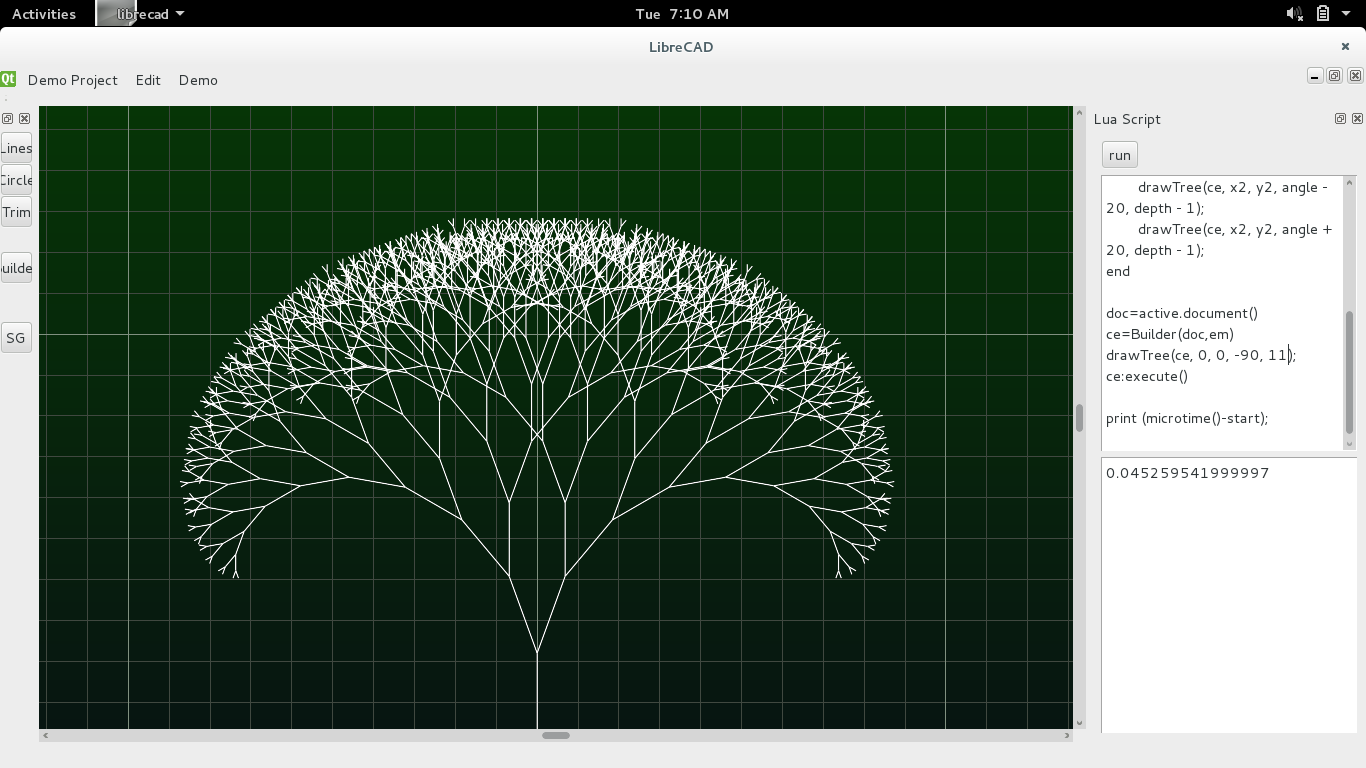 Activities librecad Tue 7:10 AM
LibreCAD
Qt Demo Project Edit Demo
Lines
Circle
Trim
uilde
SG
Lua Script
run
drawTree(ce, x2, y2, angle -
20, depth - 1);
drawTree(ce, x2, y2, angle +
20, depth - 1);
end
doc=active.document()
ce=Builder(doc,em)
drawTree(ce, 0, 0, -90, 11);
ce:execute()
print (microtime()-start);
0.045259541999997